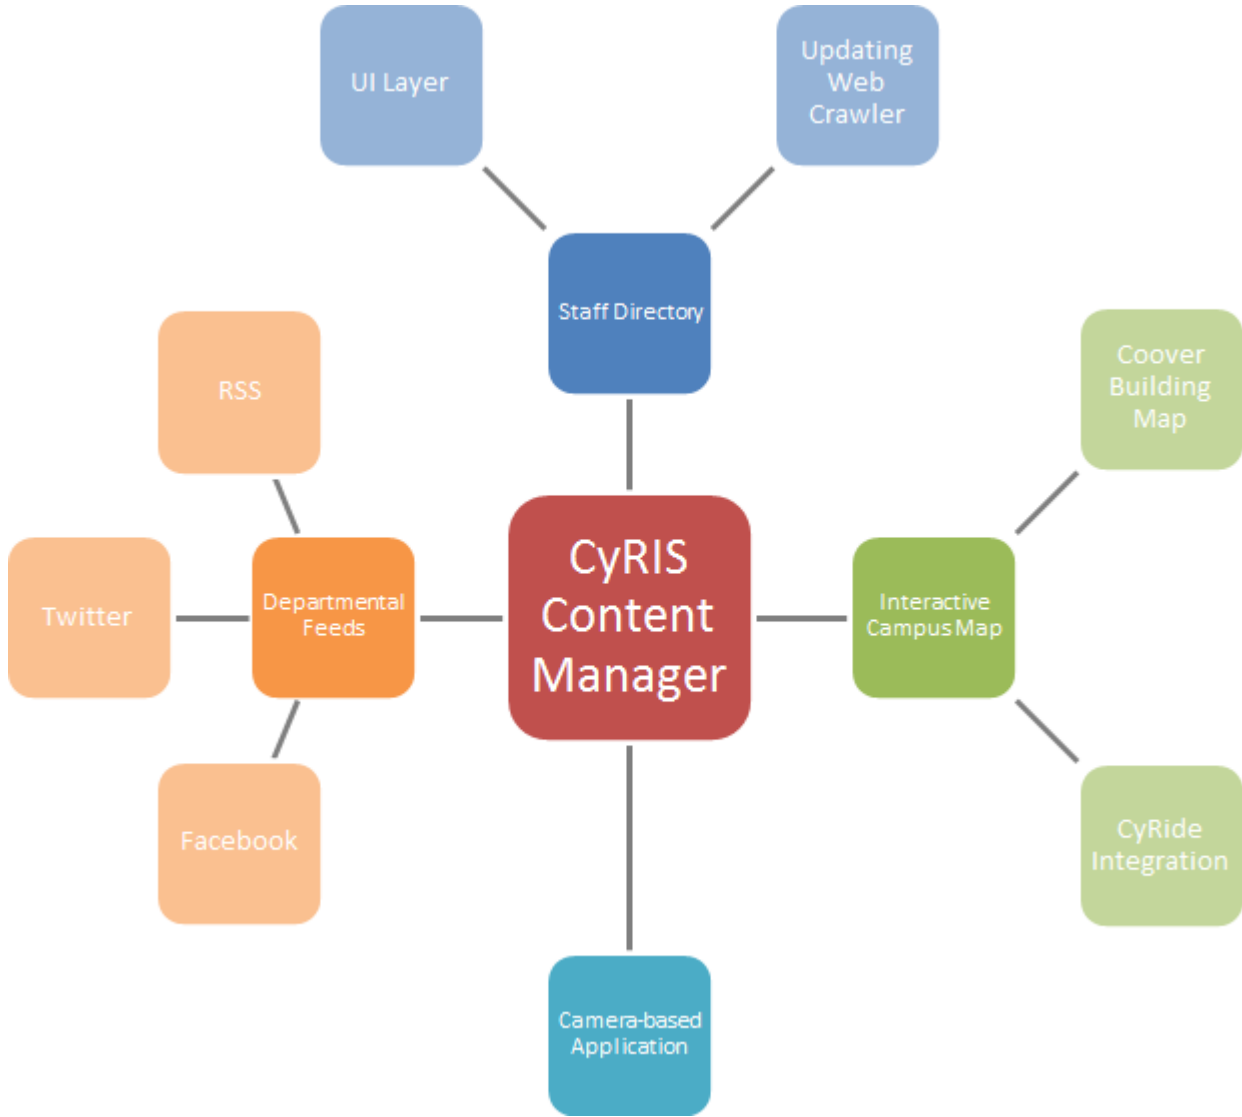 UI Layer
Updating
Web
Crawler
Staff Directory
RSS
Coover
Building
Map
CyRIS
Content
Manager
Twitter
Departmental
Feeds
Interactive
Campus Map
Facebook
CyRide
Integration
Camera-based
Application